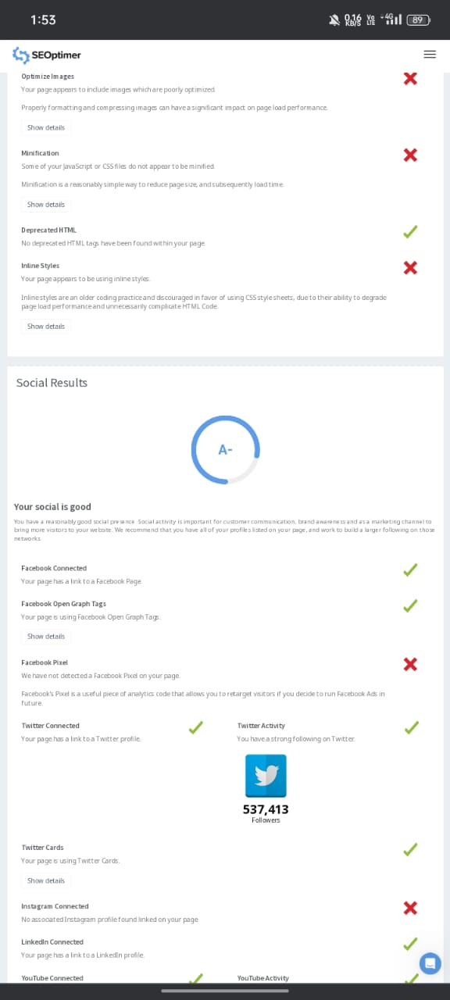 1:53
0.16 KB/S Vo LTE 4G 89
SEOptimer
Optimize Images
Your page appears to include images which are poorly optimized.
Properly formatting and compressing images can have a significant impact on page load performance.
Show details
Minification
Some of your JavaScript or CSS files do not appear to be minified.
Minification is a reasonably simple way to reduce page size, and subsequently load time.
Show details
Deprecated HTML
No deprecated HTML tags have been found within your page.
Inline Styles
Your page appears to be using inline styles.
Inline styles are an older coding practice and discouraged in favor of using CSS style sheets, due to their ability to degrade
page load performance and unnecessarily complicate HTML Code.
Show details
Social Results
A-
Your social is good
You have a reasonably good social presence. Social activity is important for customer communication, brand awareness and as a marketing channel to
bring more visitors to your website. We recommend that you have all of your profiles listed on your page, and work to build a larger following on those
networks.
Facebook Connected
Your page has a link to a Facebook Page.
Facebook Open Graph Tags
Your page is using Facebook Open Graph Tags.
Show details
Facebook Pixel
We have not detected a Facebook Pixel on your page.
Facebook's Pixel is a useful piece of analytics code that allows you to retarget visitors if you decide to run Facebook Ads in
future.
Twitter Connected
Your page has a link to a Twitter profile.
Twitter Activity
You have a strong following on Twitter.
537,413
Followers
Twitter Cards
Your page is using Twitter Cards.
Show details
Instagram Connected
No associated Instagram profile found linked on your page
LinkedIn Connected
Your page has a link to a LinkedIn profile.
YouTube Connected
YouTube Activity